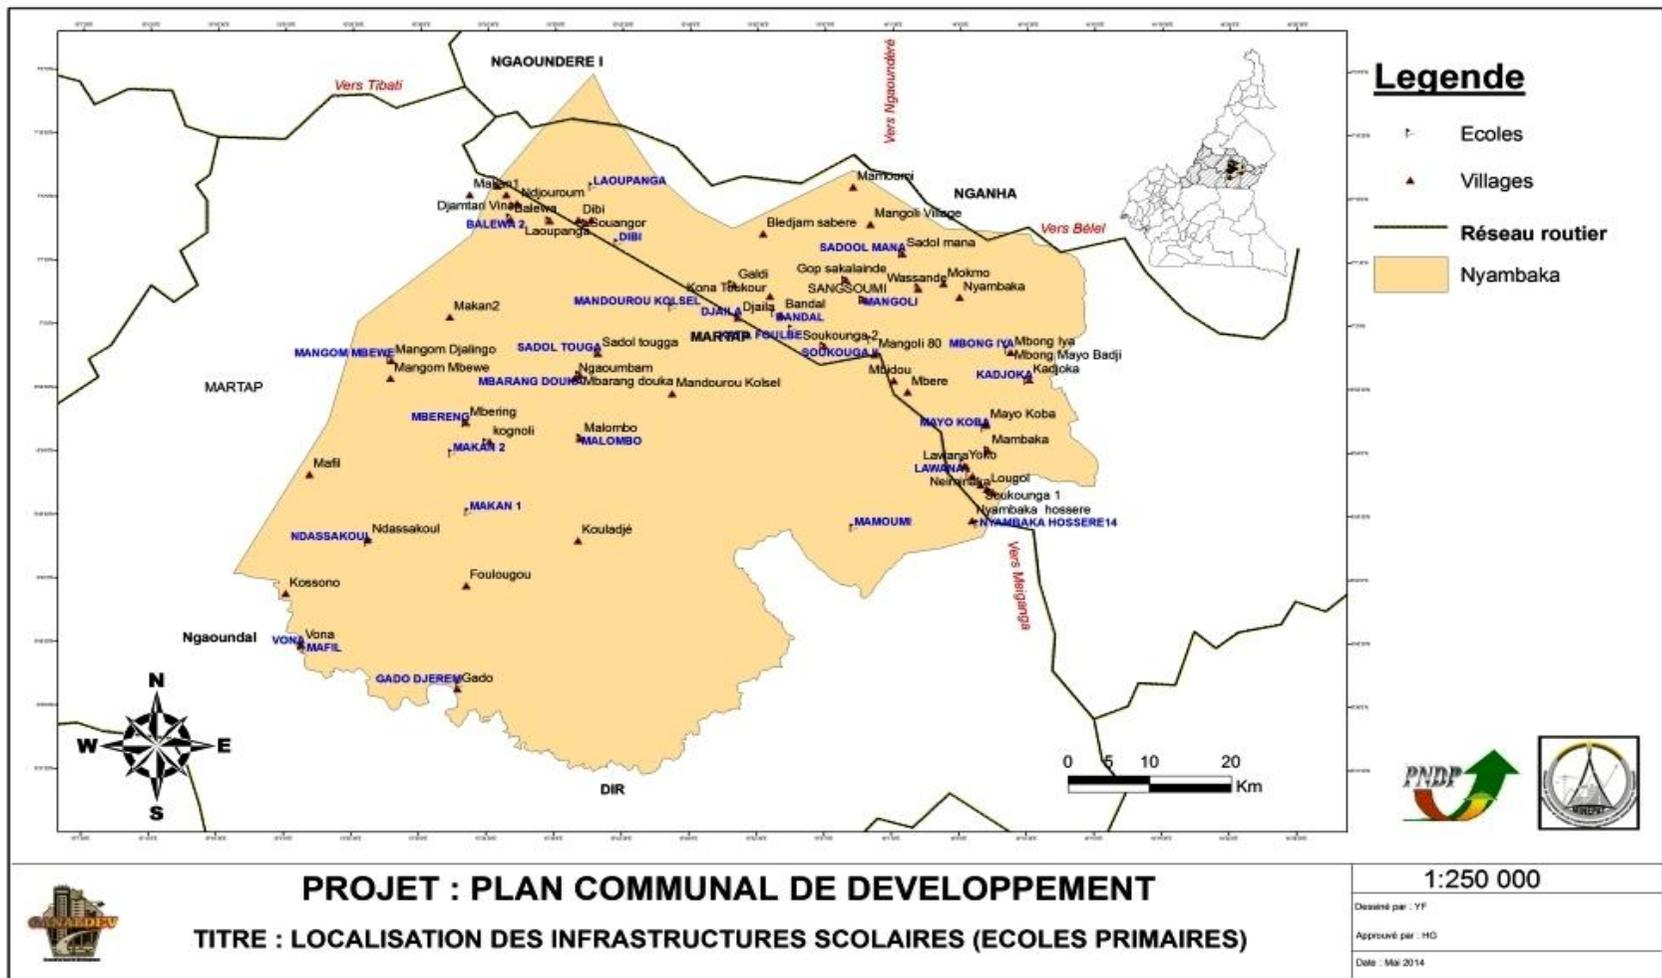 NGAOUNDERE I
Vers Tibati
Vers Ngaoundéré
NGANHA
Vers Bélel
Makan1
Ndjouroum
LAOUPANGA
Mamoumi
Djamtari Vina
Balewa
Dibi
Souangor
BALEWA 2
Laoupanga
DIBI
Bledjam sabere
Mangoli Village
SADOOL MANA
Sadol mana
Galdi
Gop sakalainde
Wassande
Mokmo
Kona Toukour
SANGSOUMI
MANGOLI
Nyambaka
MANDOUROU KOLSEL
DJAILA
Djaila
Bandal
BANDAL
Makan2
MARTAP
FOULBE
Soukounga 2
SOUKOUGA II
Mangoli 80
MBONG IYA
Mbong Iya
Mbong Mayo Badji
MANGOM MBEWE
Mangom Djalingo
SADOL TOUGA
Sadol tougga
Mangom Mbewe
MBARANG DOUKA
Ngaoumbam
Mbarang douka
Mandourou Kolsel
Mbidou
Mbere
KADJOKA
Kadjoka
MARTAP
MBERENG
Mbering
kognoli
MAKAN 2
Malombo
MALOMBO
MAYO KOBA
Mayo Koba
Mambaka
Lawana
Yoko
LAWANA
Mafil
Neiminaka
Lougol
Soukounga 1
MAKAN 1
Nyambaka hossere
NYAMBAKA HOSSERE14
MAMOUMI
NDASSAKOUL
Ndassakoul
Kouladjé
Vers Meiganga
Foulougou
Kossono
Ngaoundal
VONA
Vona
MAFIL
GADO DJEREM
Gado
DIR
N
W
E
S
0 5 10 20
Km
Legende
Ecoles
Villages
Réseau routier
Nyambaka
PNDP
MINEPAT
GANALDEV
PROJET : PLAN COMMUNAL DE DEVELOPPEMENT
TITRE : LOCALISATION DES INFRASTRUCTURES SCOLAIRES (ECOLES PRIMAIRES)
1:250 000
Dessiné par : YF
Approuvé par : HG
Date : Mai 2014